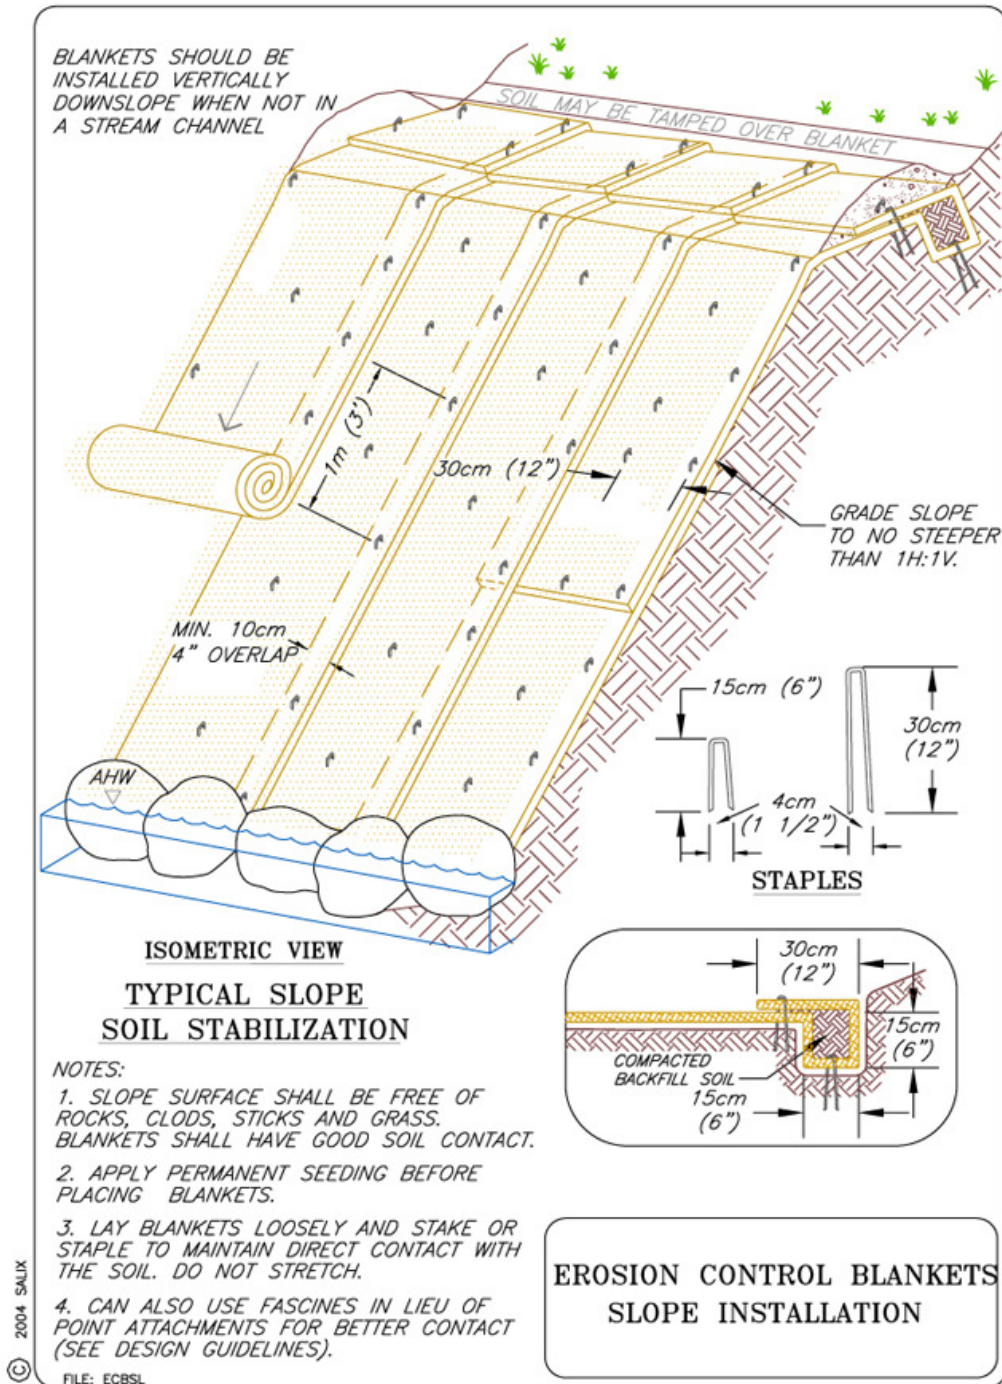 BLANKETS SHOULD BE
INSTALLED VERTICALLY
DOWNSLOPE WHEN NOT IN
A STREAM CHANNEL
SOIL MAY BE TAMPED OVER BLANKET
1m (3')
30cm (12")
GRADE SLOPE
TO NO STEEPER
THAN 1H:1V.
MIN. 10cm
4" OVERLAP
15cm (6")
30cm
(12")
4cm
(1 1/2")
STAPLES
AHW
ISOMETRIC VIEW
TYPICAL SLOPE
SOIL STABILIZATION
30cm
(12")
15cm
(6")
COMPACTED
BACKFILL SOIL
15cm
(6")
NOTES:
1. SLOPE SURFACE SHALL BE FREE OF
ROCKS, CLODS, STICKS AND GRASS.
BLANKETS SHALL HAVE GOOD SOIL CONTACT.
2. APPLY PERMANENT SEEDING BEFORE
PLACING BLANKETS.
3. LAY BLANKETS LOOSELY AND STAKE OR
STAPLE TO MAINTAIN DIRECT CONTACT WITH
THE SOIL. DO NOT STRETCH.
4. CAN ALSO USE FASCINES IN LIEU OF
POINT ATTACHMENTS FOR BETTER CONTACT
(SEE DESIGN GUIDELINES).
FILE: ECBSL
© 2004 SALIX
EROSION CONTROL BLANKETS
SLOPE INSTALLATION